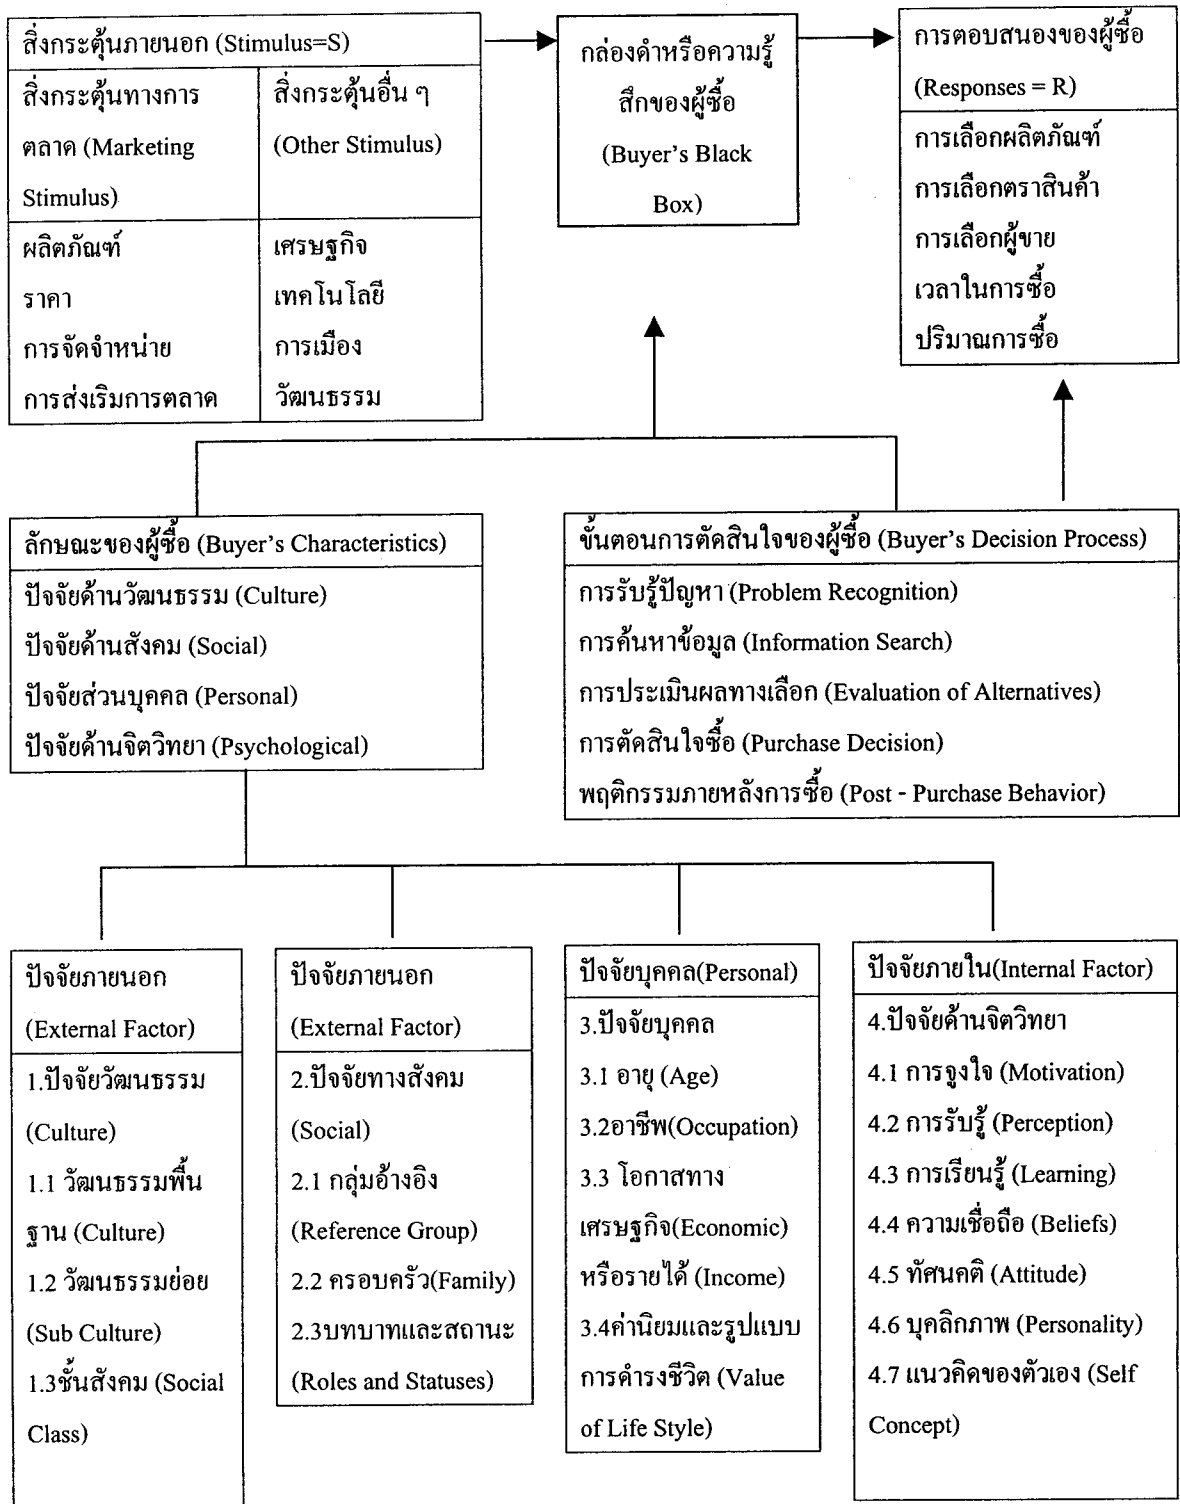 สิ่งกระตุ้นภายนอก (Stimulus=S)
สิ่งกระตุ้นทางการ
ตลาด (Marketing
Stimulus)
สิ่งกระตุ้นอื่น ๆ
(Other Stimulus)
ผลิตภัณฑ์
ราคา
การจัดจำหน่าย
การส่งเริมการตลาด
เศรษฐกิจ
เทคโนโลยี
การเมือง
วัฒนธรรม
กล่องดำหรือความรู้
สึกของผู้ซื้อ
(Buyer's Black
Box)
การตอบสนองของผู้ซื้อ
(Responses = R)
การเลือกผลิตภัณฑ์
การเลือกตราสินค้า
การเลือกผู้ขาย
เวลาในการซื้อ
ปริมาณการซื้อ
ลักษณะของผู้ซื้อ (Buyer's Characteristics)
ปัจจัยด้านวัฒนธรรม (Culture)
ปัจจัยด้านสังคม (Social)
ปัจจัยส่วนบุคคล (Personal)
ปัจจัยด้านจิตวิทยา (Psychological)
ขั้นตอนการตัดสินใจของผู้ซื้อ (Buyer's Decision Process)
การรับรู้ปัญหา (Problem Recognition)
การค้นหาข้อมูล (Information Search)
การประเมินผลทางเลือก (Evaluation of Alternatives)
การตัดสินใจซื้อ (Purchase Decision)
พฤติกรรมภายหลังการซื้อ (Post - Purchase Behavior)
ปัจจัยภายนอก
(External Factor)
1.ปัจจัยวัฒนธรรม
(Culture)
1.1 วัฒนธรรมพื้น
ฐาน (Culture)
1.2 วัฒนธรรมย่อย
(Sub Culture)
1.3ชั้นสังคม (Social
Class)
ปัจจัยภายนอก
(External Factor)
2.ปัจจัยทางสังคม
(Social)
2.1 กลุ่มอ้างอิง
(Reference Group)
2.2 ครอบครัว(Family)
2.3บทบาทและสถานะ
(Roles and Statuses)
ปัจจัยบุคคล(Personal)
3.ปัจจัยบุคคล
3.1 อายุ (Age)
3.2อาชีพ(Occupation)
3.3 โอกาสทาง
เศรษฐกิจ(Economic)
หรือรายได้ (Income)
3.4ค่านิยมและรูปแบบ
การดำรงชีวิต (Value
of Life Style)
ปัจจัยภายใน(Internal Factor)
4.ปัจจัยด้านจิตวิทยา
4.1 การจูงใจ (Motivation)
4.2 การรับรู้ (Perception)
4.3 การเรียนรู้ (Learning)
4.4 ความเชื่อถือ (Beliefs)
4.5 ทัศนคติ (Attitude)
4.6 บุคลิกภาพ (Personality)
4.7 แนวคิดของตัวเอง (Self
Concept)